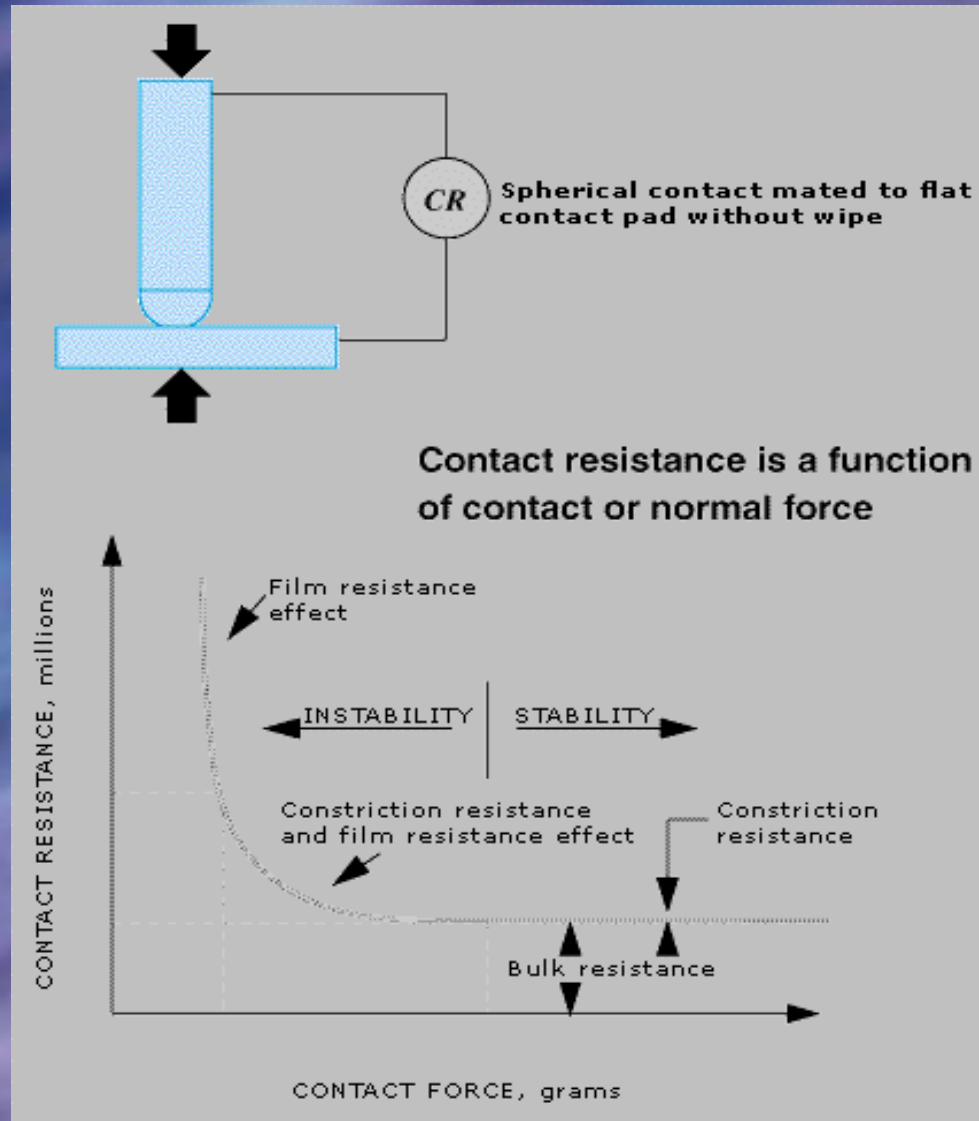 CR
Spherical contact mated to flat
contact pad without wipe
Contact resistance is a function
of contact or normal force
CONTACT RESISTANCE, millions
Film resistance
effect
INSTABILITY
STABILITY
Constriction resistance
and film resistance effect
Constriction
resistance
Bulk resistance
CONTACT FORCE, grams